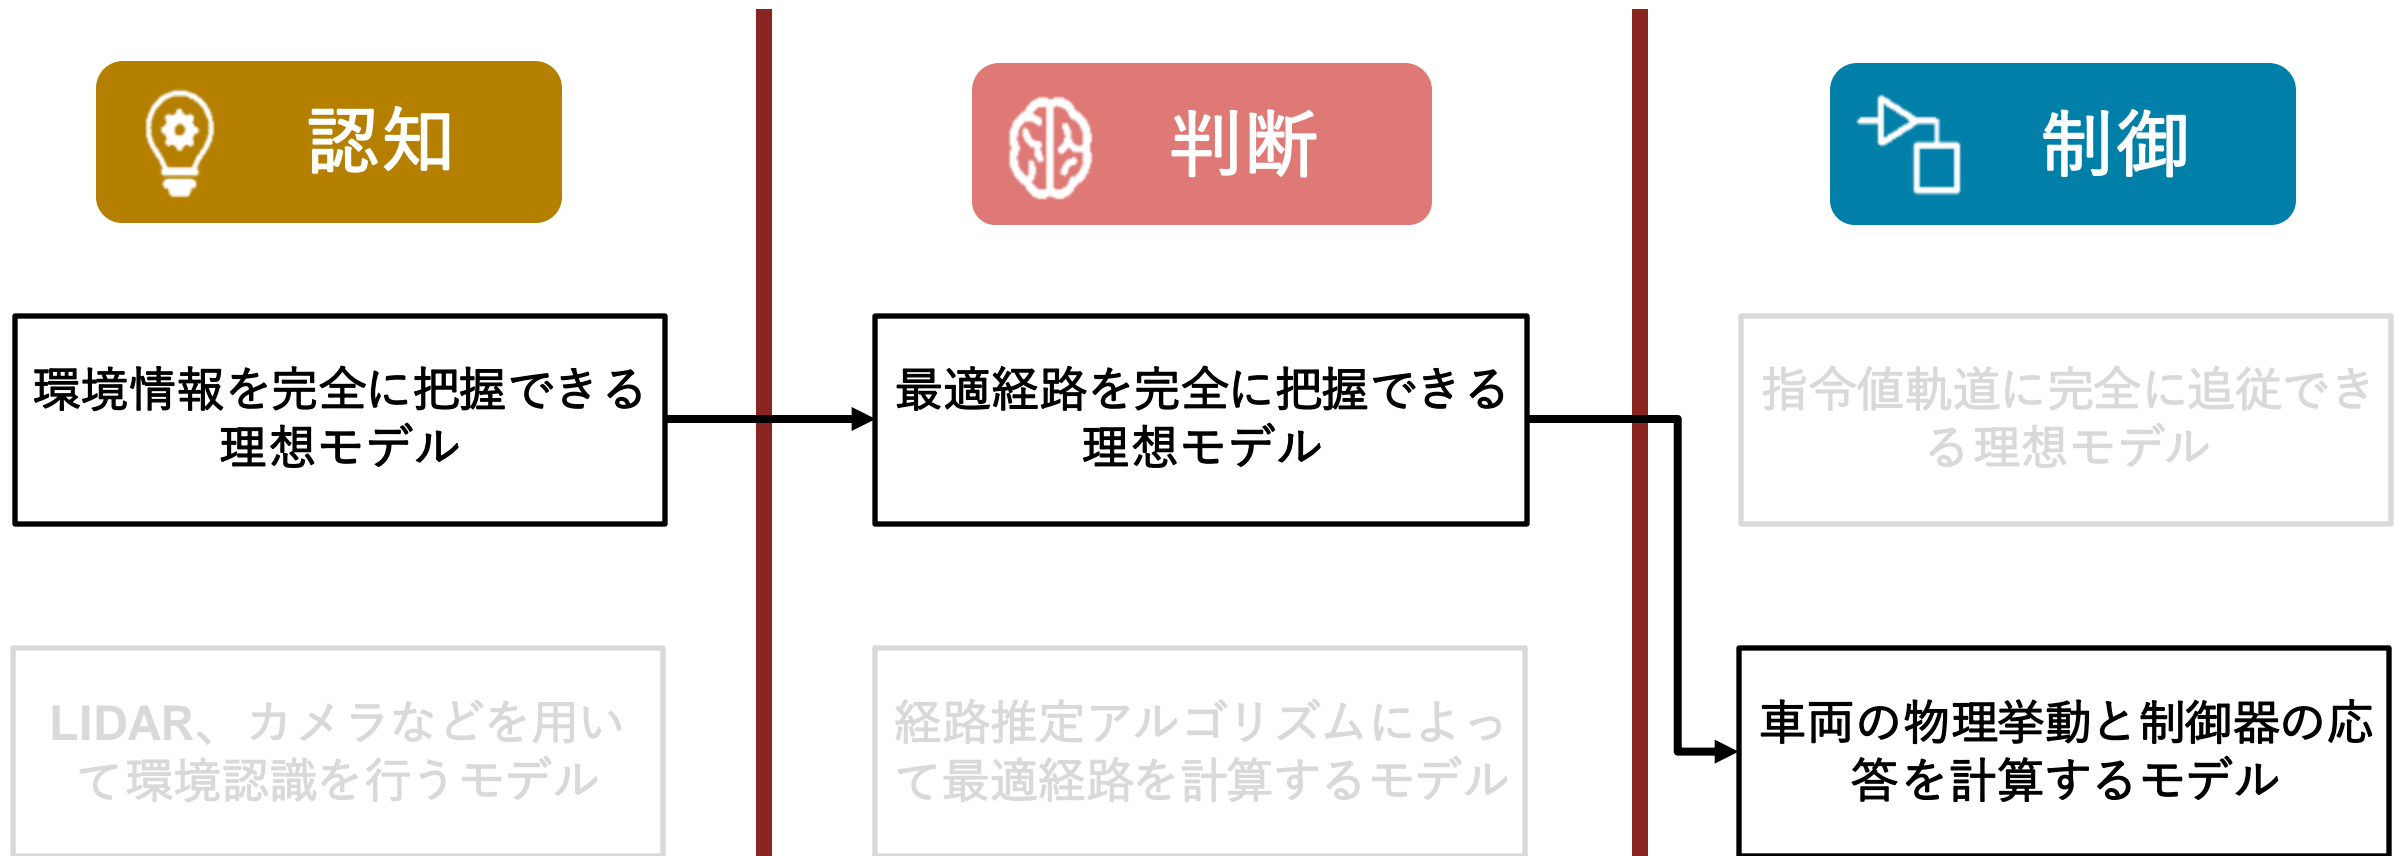 認知
判断
制御
環境情報を完全に把握できる
理想モデル
最適経路を完全に把握できる
理想モデル
指令値軌道に完全に追従でき
る理想モデル
LIDAR、カメラなどを用い
て環境認識を行うモデル
経路推定アルゴリズムによっ
て最適経路を計算するモデル
車両の物理挙動と制御器の応
答を計算するモデル